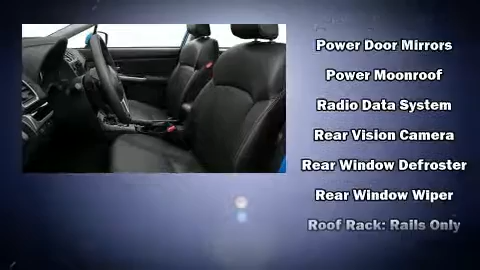 Power Door Mirrors
Power Moonroof
Radio Data System
Rear Vision Camera
Rear Window Defroster
Rear Window Wiper
Roof Rack: Rails Only